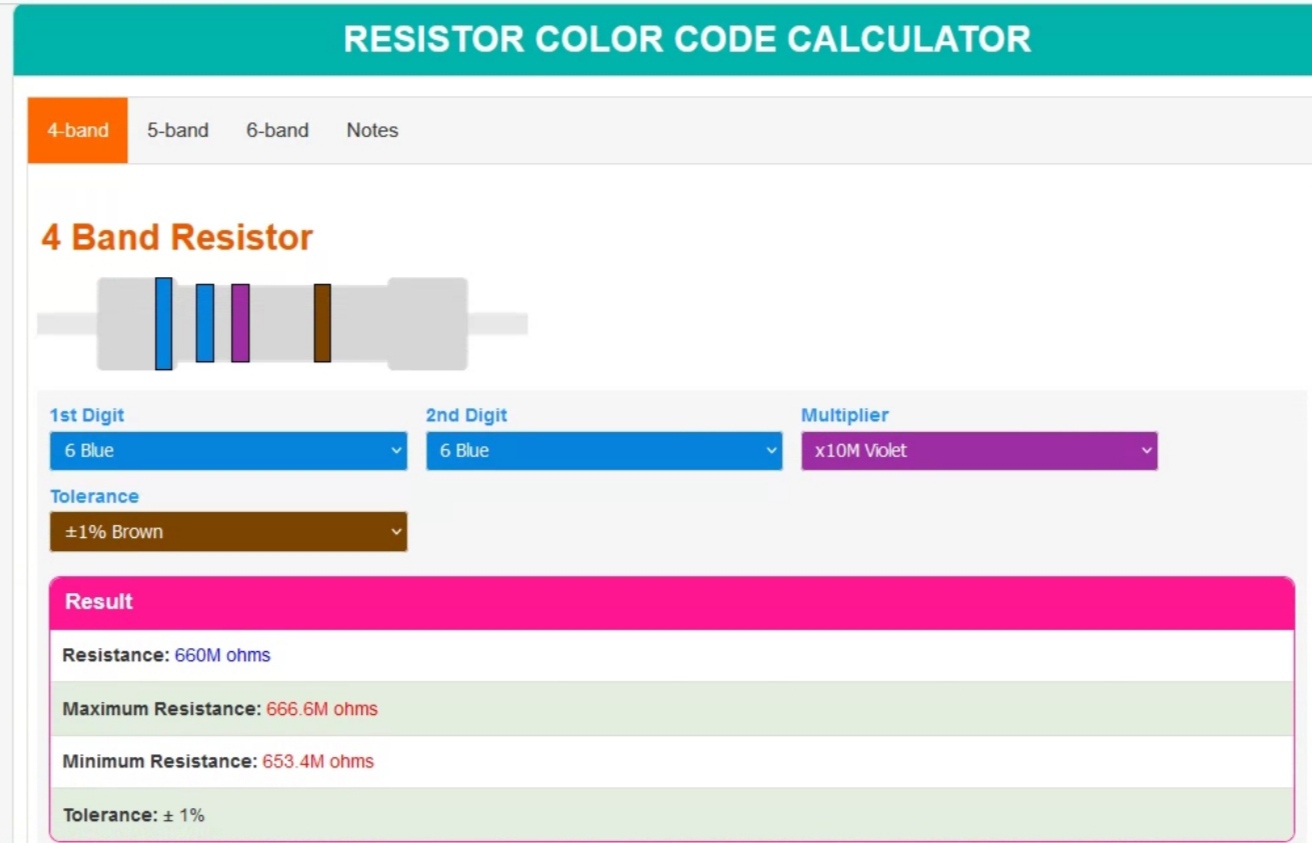 RESISTOR COLOR CODE CALCULATOR
4-band 5-band 6-band Notes
4 Band Resistor
1st Digit 2nd Digit Multiplier
6 Blue 6 Blue x10M Violet
Tolerance
±1% Brown
Result
Resistance: 660M ohms
Maximum Resistance: 666.6M ohms
Minimum Resistance: 653.4M ohms
Tolerance: ± 1%